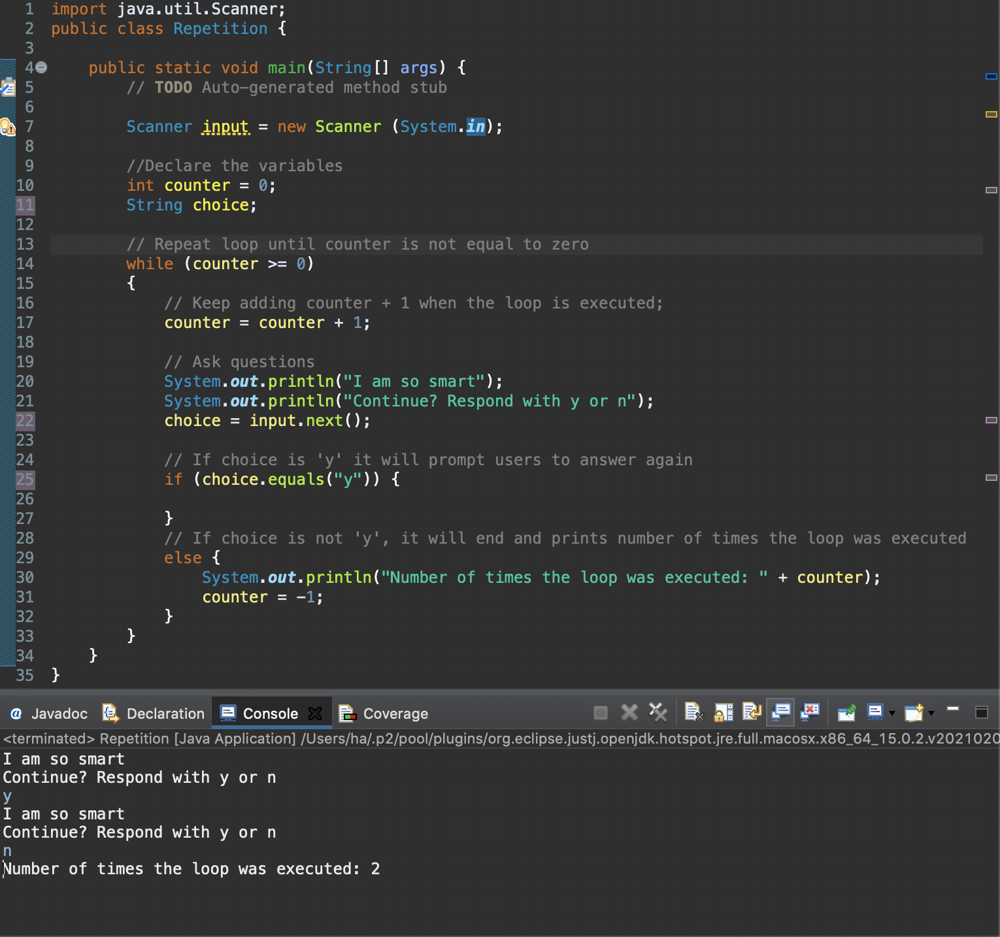 1 import java.util.Scanner;
2 public class Repetition {
3
4 public static void main(String[] args) {
5 // TODO Auto-generated method stub
6
7 Scanner input = new Scanner (System.in);
8
9 //Declare the variables
10 int counter = 0;
11 String choice;
12
13 // Repeat loop until counter is not equal to zero
14 while (counter >= 0)
15 {
16 // Keep adding counter + 1 when the loop is executed;
17 counter = counter + 1;
18
19 // Ask questions
20 System.out.println("I am so smart");
21 System.out.println("Continue? Respond with y or n");
22 choice = input.next();
23
24 // If choice is 'y' it will prompt users to answer again
25 if (choice.equals("y")) {
26
27 }
28 // If choice is not 'y', it will end and prints number of times the loop was executed
29 else {
30 System.out.println("Number of times the loop was executed: " + counter);
31 counter = -1;
32 }
33 }
34 }
35 }
@ Javadoc Declaration Console Coverage
<terminated> Repetition [Java Application] /Users/ha/.p2/pool/plugins/org.eclipse.justj.openjdk.hotspot.jre.full.macosx.x86_64_15.0.2.v2021020
I am so smart
Continue? Respond with y or n
y
I am so smart
Continue? Respond with y or n
n
Number of times the loop was executed: 2